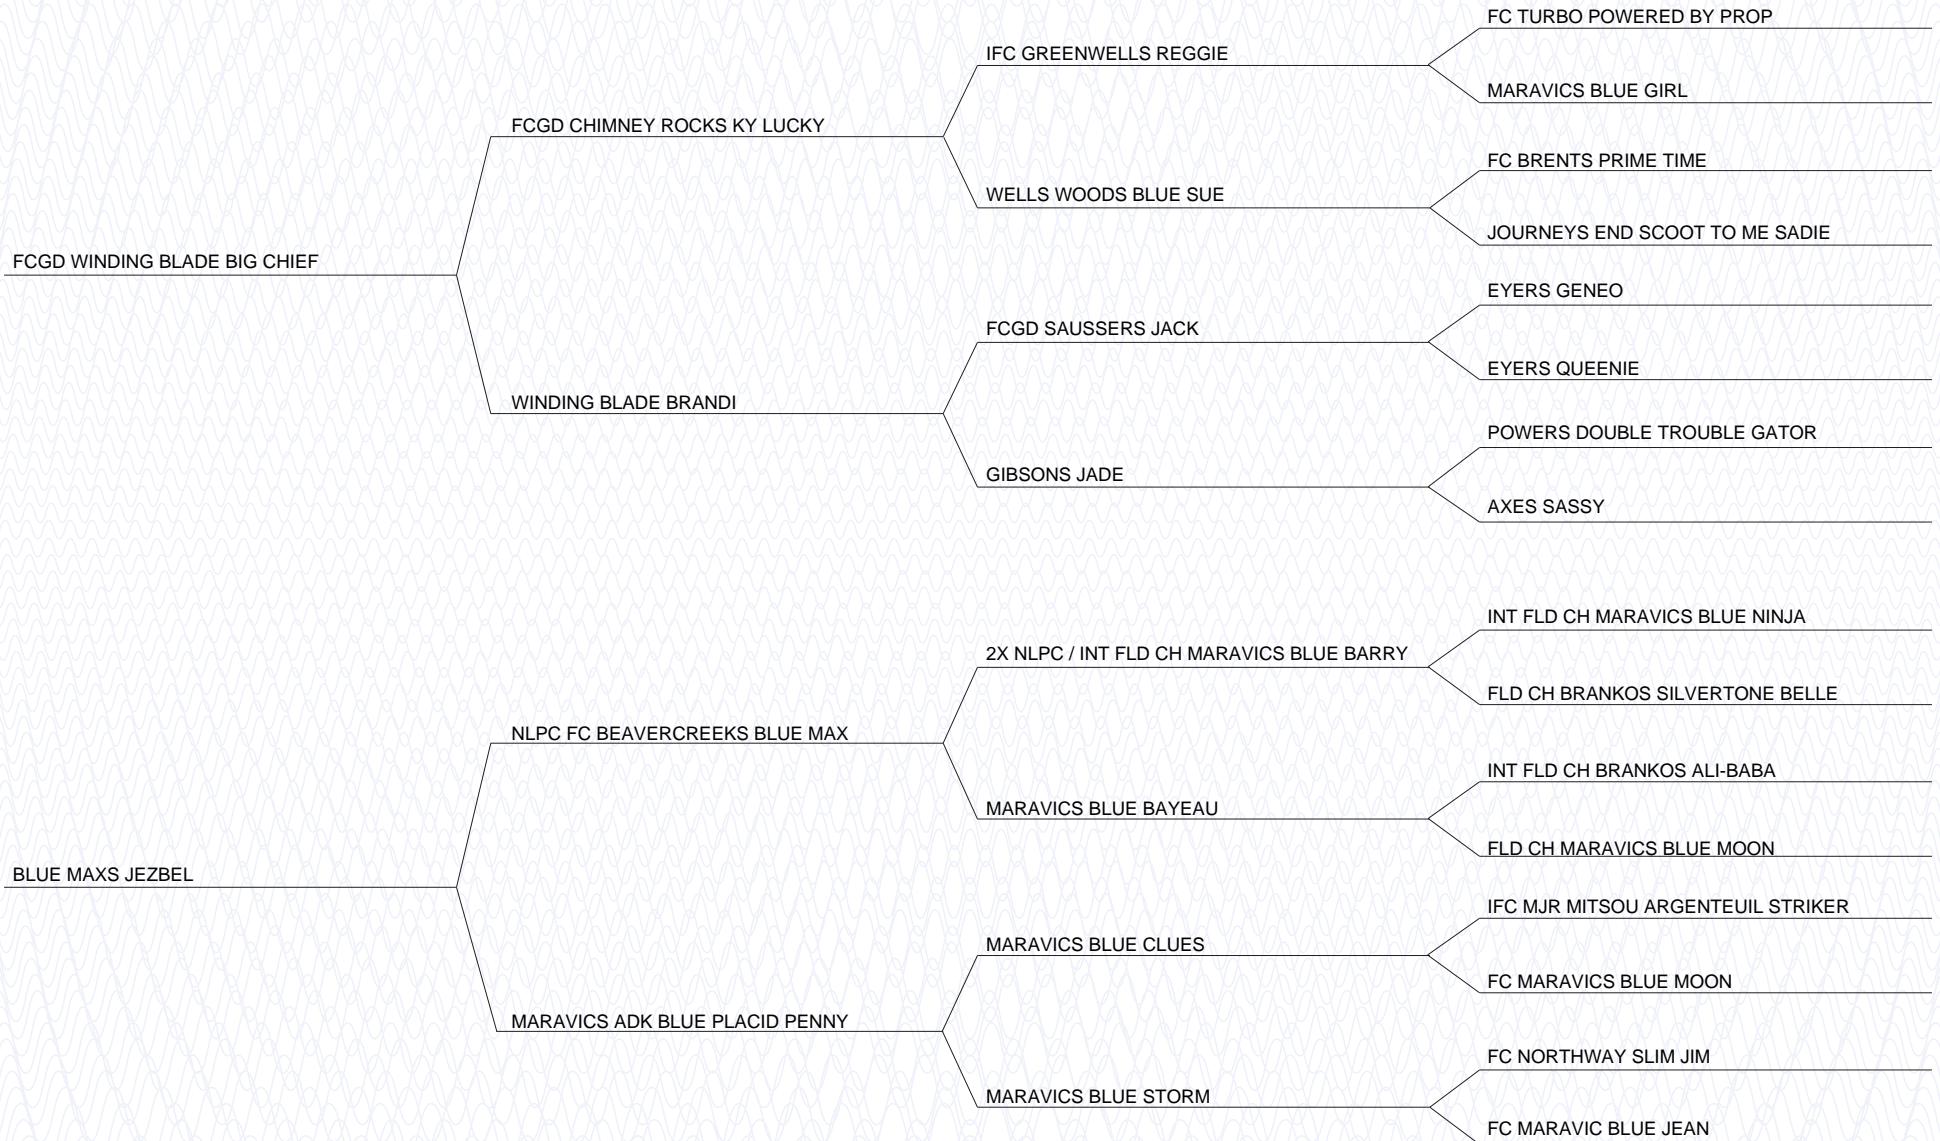 FC TURBO POWERED BY PROP
IFC GREENWELLS REGGIE
MARAVICS BLUE GIRL
FCGD CHIMNEY ROCKS KY LUCKY
FC BRENTS PRIME TIME
WELLS WOODS BLUE SUE
JOURNEYS END SCOOT TO ME SADIE
FCGD WINDING BLADE BIG CHIEF
EYERS GENEO
FCGD SAUSSERS JACK
EYERS QUEENIE
WINDING BLADE BRANDI
POWERS DOUBLE TROUBLE GATOR
GIBSONS JADE
AXES SASSY
INT FLD CH MARAVICS BLUE NINJA
2X NLPC / INT FLD CH MARAVICS BLUE BARRY
FLD CH BRANKOS SILVERTONE BELLE
NLPC FC BEAVERCREEKS BLUE MAX
INT FLD CH BRANKOS ALI-BABA
MARAVICS BLUE BAYEAU
FLD CH MARAVICS BLUE MOON
BLUE MAXS JEZBEL
IFC MJR MITSOU ARGENTEUIL STRIKER
MARAVICS BLUE CLUES
FC MARAVICS BLUE MOON
MARAVICS ADK BLUE PLACID PENNY
FC NORTHWAY SLIM JIM
MARAVICS BLUE STORM
FC MARAVIC BLUE JEAN